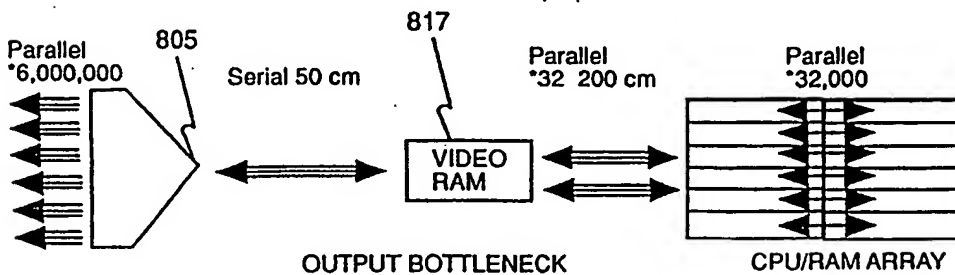 805
817
Parallel
*6,000,000
Serial 50 cm
Parallel
*32 200 cm
Parallel
*32,000
VIDEO
RAM
OUTPUT BOTTLENECK
CPU/RAM ARRAY